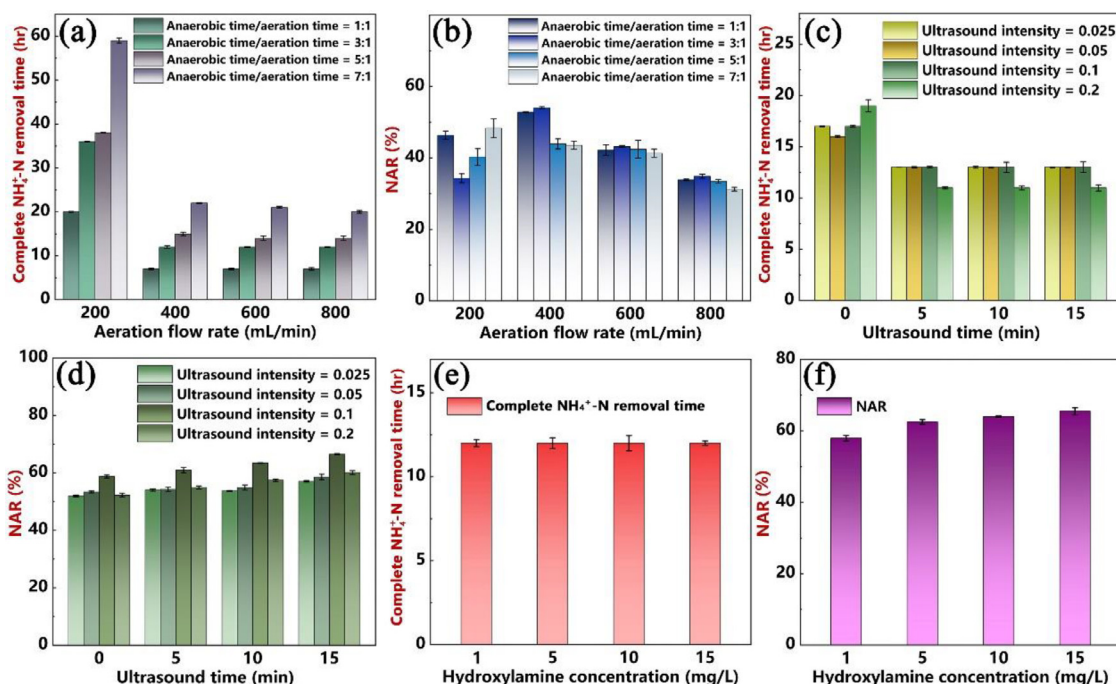 (a)
Complete NH₄⁺-N removal time (hr)
60
50
40
30
20
10
0
Anaerobic time/aeration time = 1:1
Anaerobic time/aeration time = 3:1
Anaerobic time/aeration time = 5:1
Anaerobic time/aeration time = 7:1
200 400 600 800
Aeration flow rate (mL/min)
(b)
NAR (%)
80
60
40
20
0
Anaerobic time/aeration time = 1:1
Anaerobic time/aeration time = 3:1
Anaerobic time/aeration time = 5:1
Anaerobic time/aeration time = 7:1
200 400 600 800
Aeration flow rate (mL/min)
(c)
Complete NH₄⁺-N removal time (hr)
25
20
15
10
5
0
Ultrasound intensity = 0.025
Ultrasound intensity = 0.05
Ultrasound intensity = 0.1
Ultrasound intensity = 0.2
0 5 10 15
Ultrasound time (min)
(d)
NAR (%)
100
80
60
40
20
0
Ultrasound intensity = 0.025
Ultrasound intensity = 0.05
Ultrasound intensity = 0.1
Ultrasound intensity = 0.2
0 5 10 15
Ultrasound time (min)
(e)
Complete NH₄⁺-N removal time (hr)
15
12
9
6
3
0
Complete NH₄⁺-N removal time
1 5 10 15
Hydroxylamine concentration (mg/L)
(f)
NAR (%)
80
60
40
20
0
NAR
1 5 10 15
Hydroxylamine concentration (mg/L)